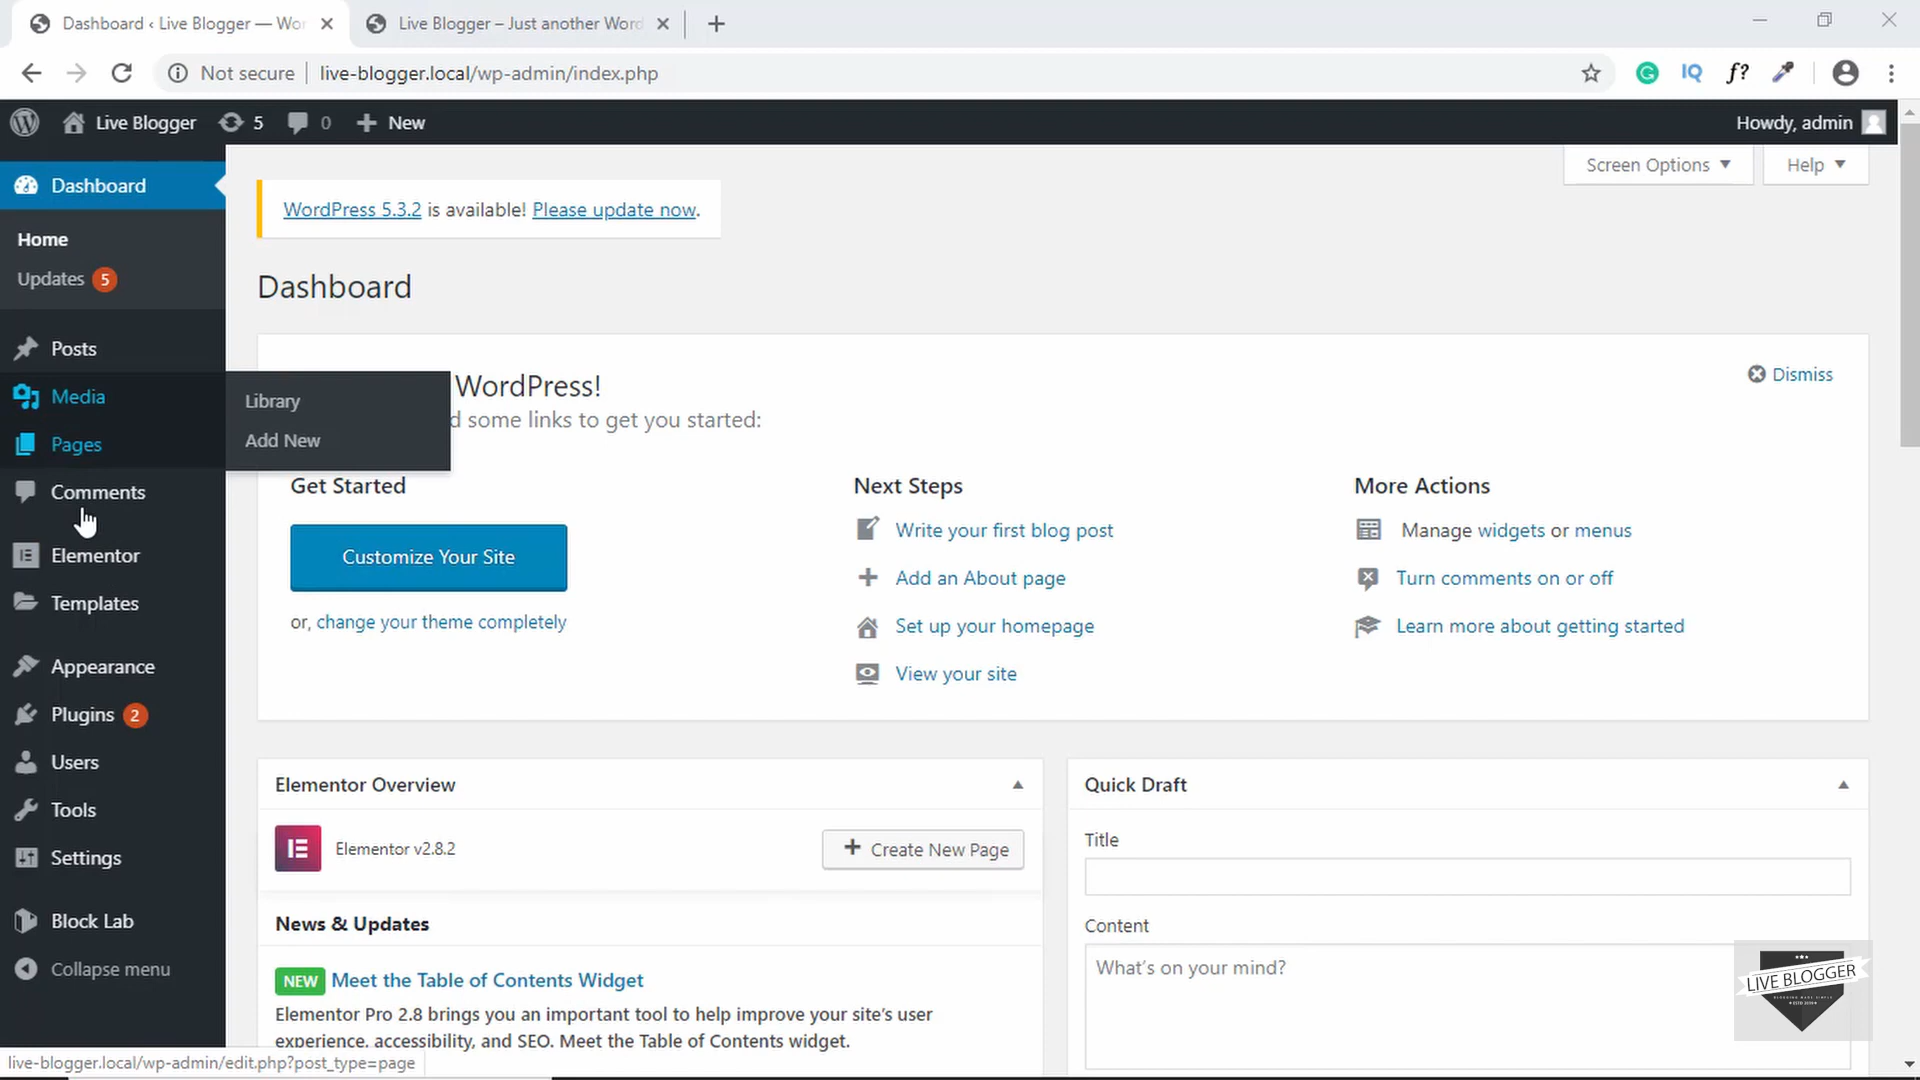 Dashboard ‹ Live Blogger — Wor
Live Blogger – Just another Word
Not secure
live-blogger.local/wp-admin/index.php
IQ
f?
Live Blogger
5
0
New
Howdy, admin
Dashboard
Home
Updates 5
Posts
Media
Pages
Comments
Elementor
Templates
Appearance
Plugins 2
Users
Tools
Settings
Block Lab
Collapse menu
Library
Add New
Screen Options
Help
WordPress 5.3.2 is available! Please update now.
Dashboard
WordPress!
d some links to get you started:
Dismiss
Get Started
Customize Your Site
or, change your theme completely
Next Steps
Write your first blog post
Add an About page
Set up your homepage
View your site
More Actions
Manage widgets or menus
Turn comments on or off
Learn more about getting started
Elementor Overview
Elementor v2.8.2
Create New Page
News & Updates
NEW Meet the Table of Contents Widget
Elementor Pro 2.8 brings you an important tool to help improve your site's user
experience, accessibility, and SEO. Meet the Table of Contents widget.
Quick Draft
Title
Content
What's on your mind?
LIVE BLOGGER
live-blogger.local/wp-admin/edit.php?post_type=page